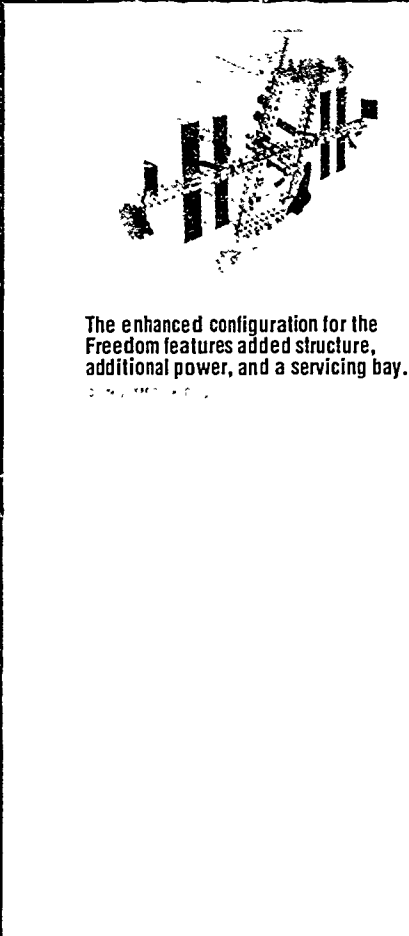 The enhanced configuration for the
Freedom features added structure,
additional power, and a servicing bay.